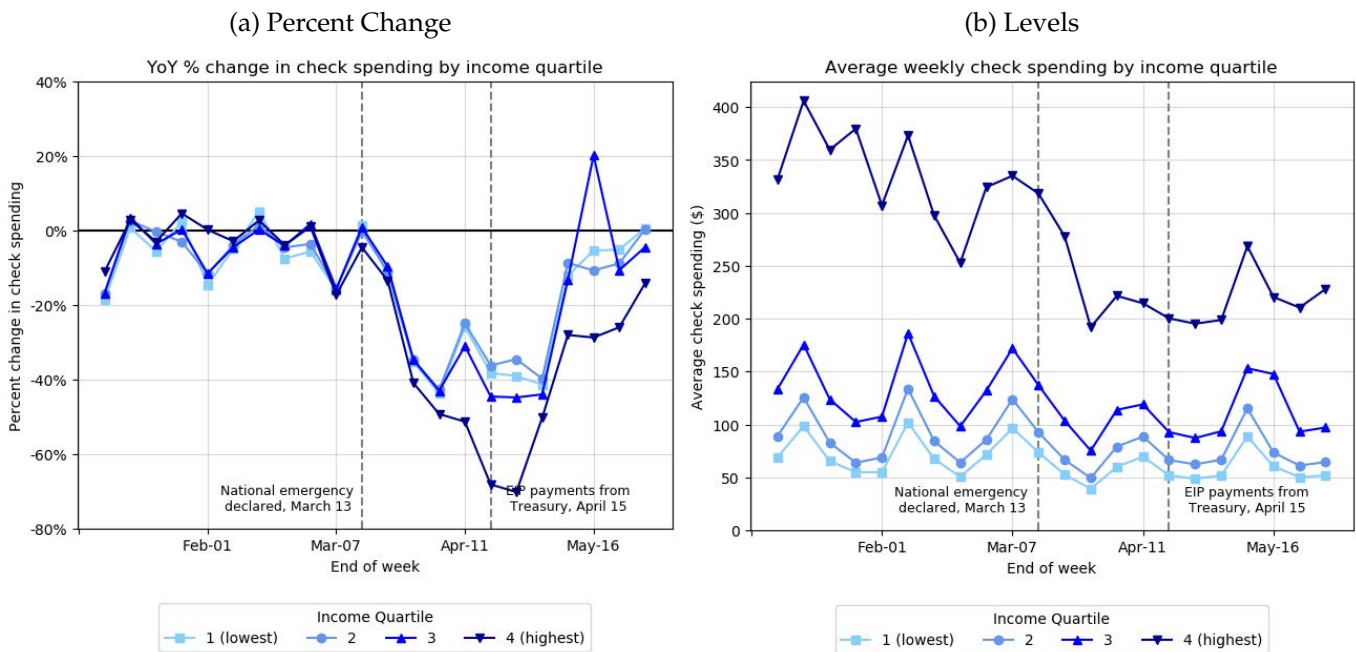 (a) Percent Change
YoY % change in check spending by income quartile
40%
20%
0%
-20%
-40%
-60%
-80%
Percent change in check spending
National emergency
declared, March 13
EIP payments from
Treasury, April 15
Feb-01
Mar-07
Apr-11
May-16
End of week
Income Quartile
1 (lowest)
2
3
4 (highest)
(b) Levels
Average weekly check spending by income quartile
400
350
300
250
200
150
100
50
0
Average check spending ($)
National emergency
declared, March 13
EIP payments from
Treasury, April 15
Feb-01
Mar-07
Apr-11
May-16
End of week
Income Quartile
1 (lowest)
2
3
4 (highest)